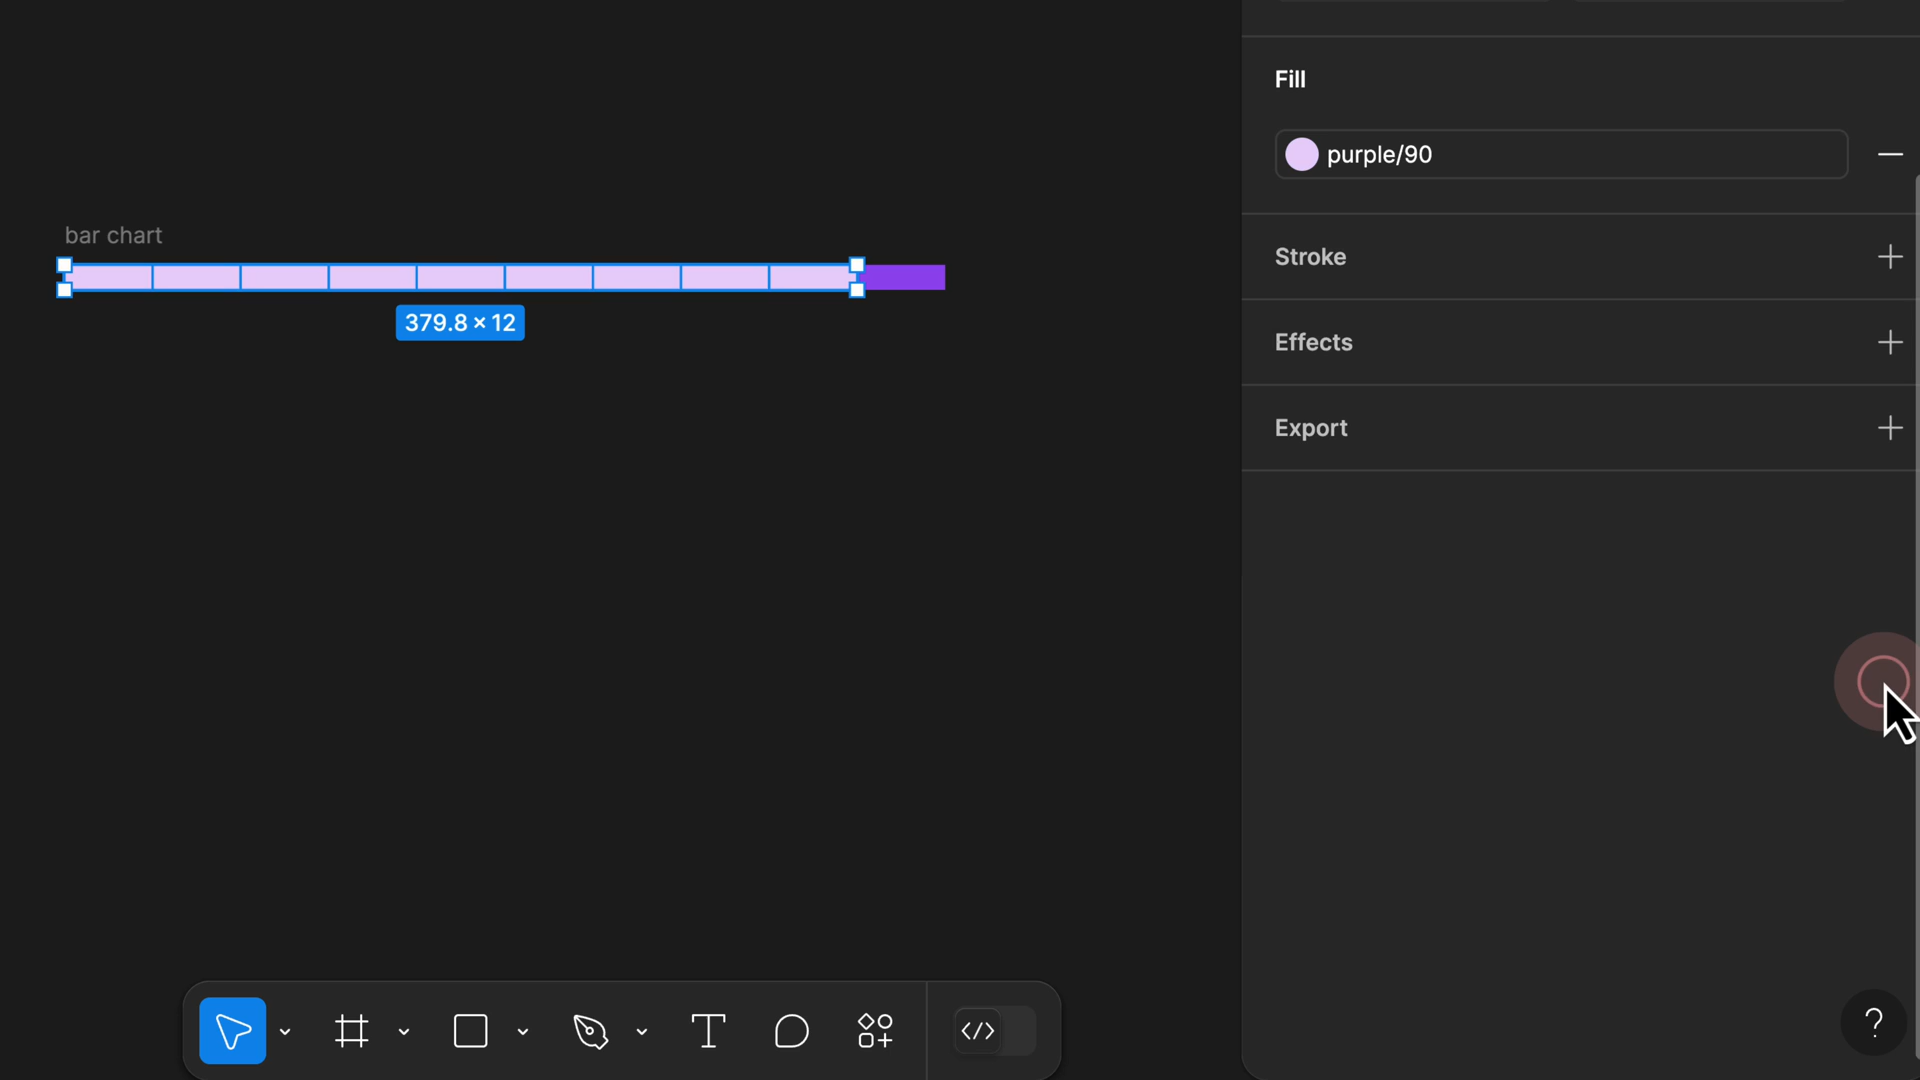 Fill
purple/90
bar chart
Stroke
379.8 × 12
Effects
Export
?